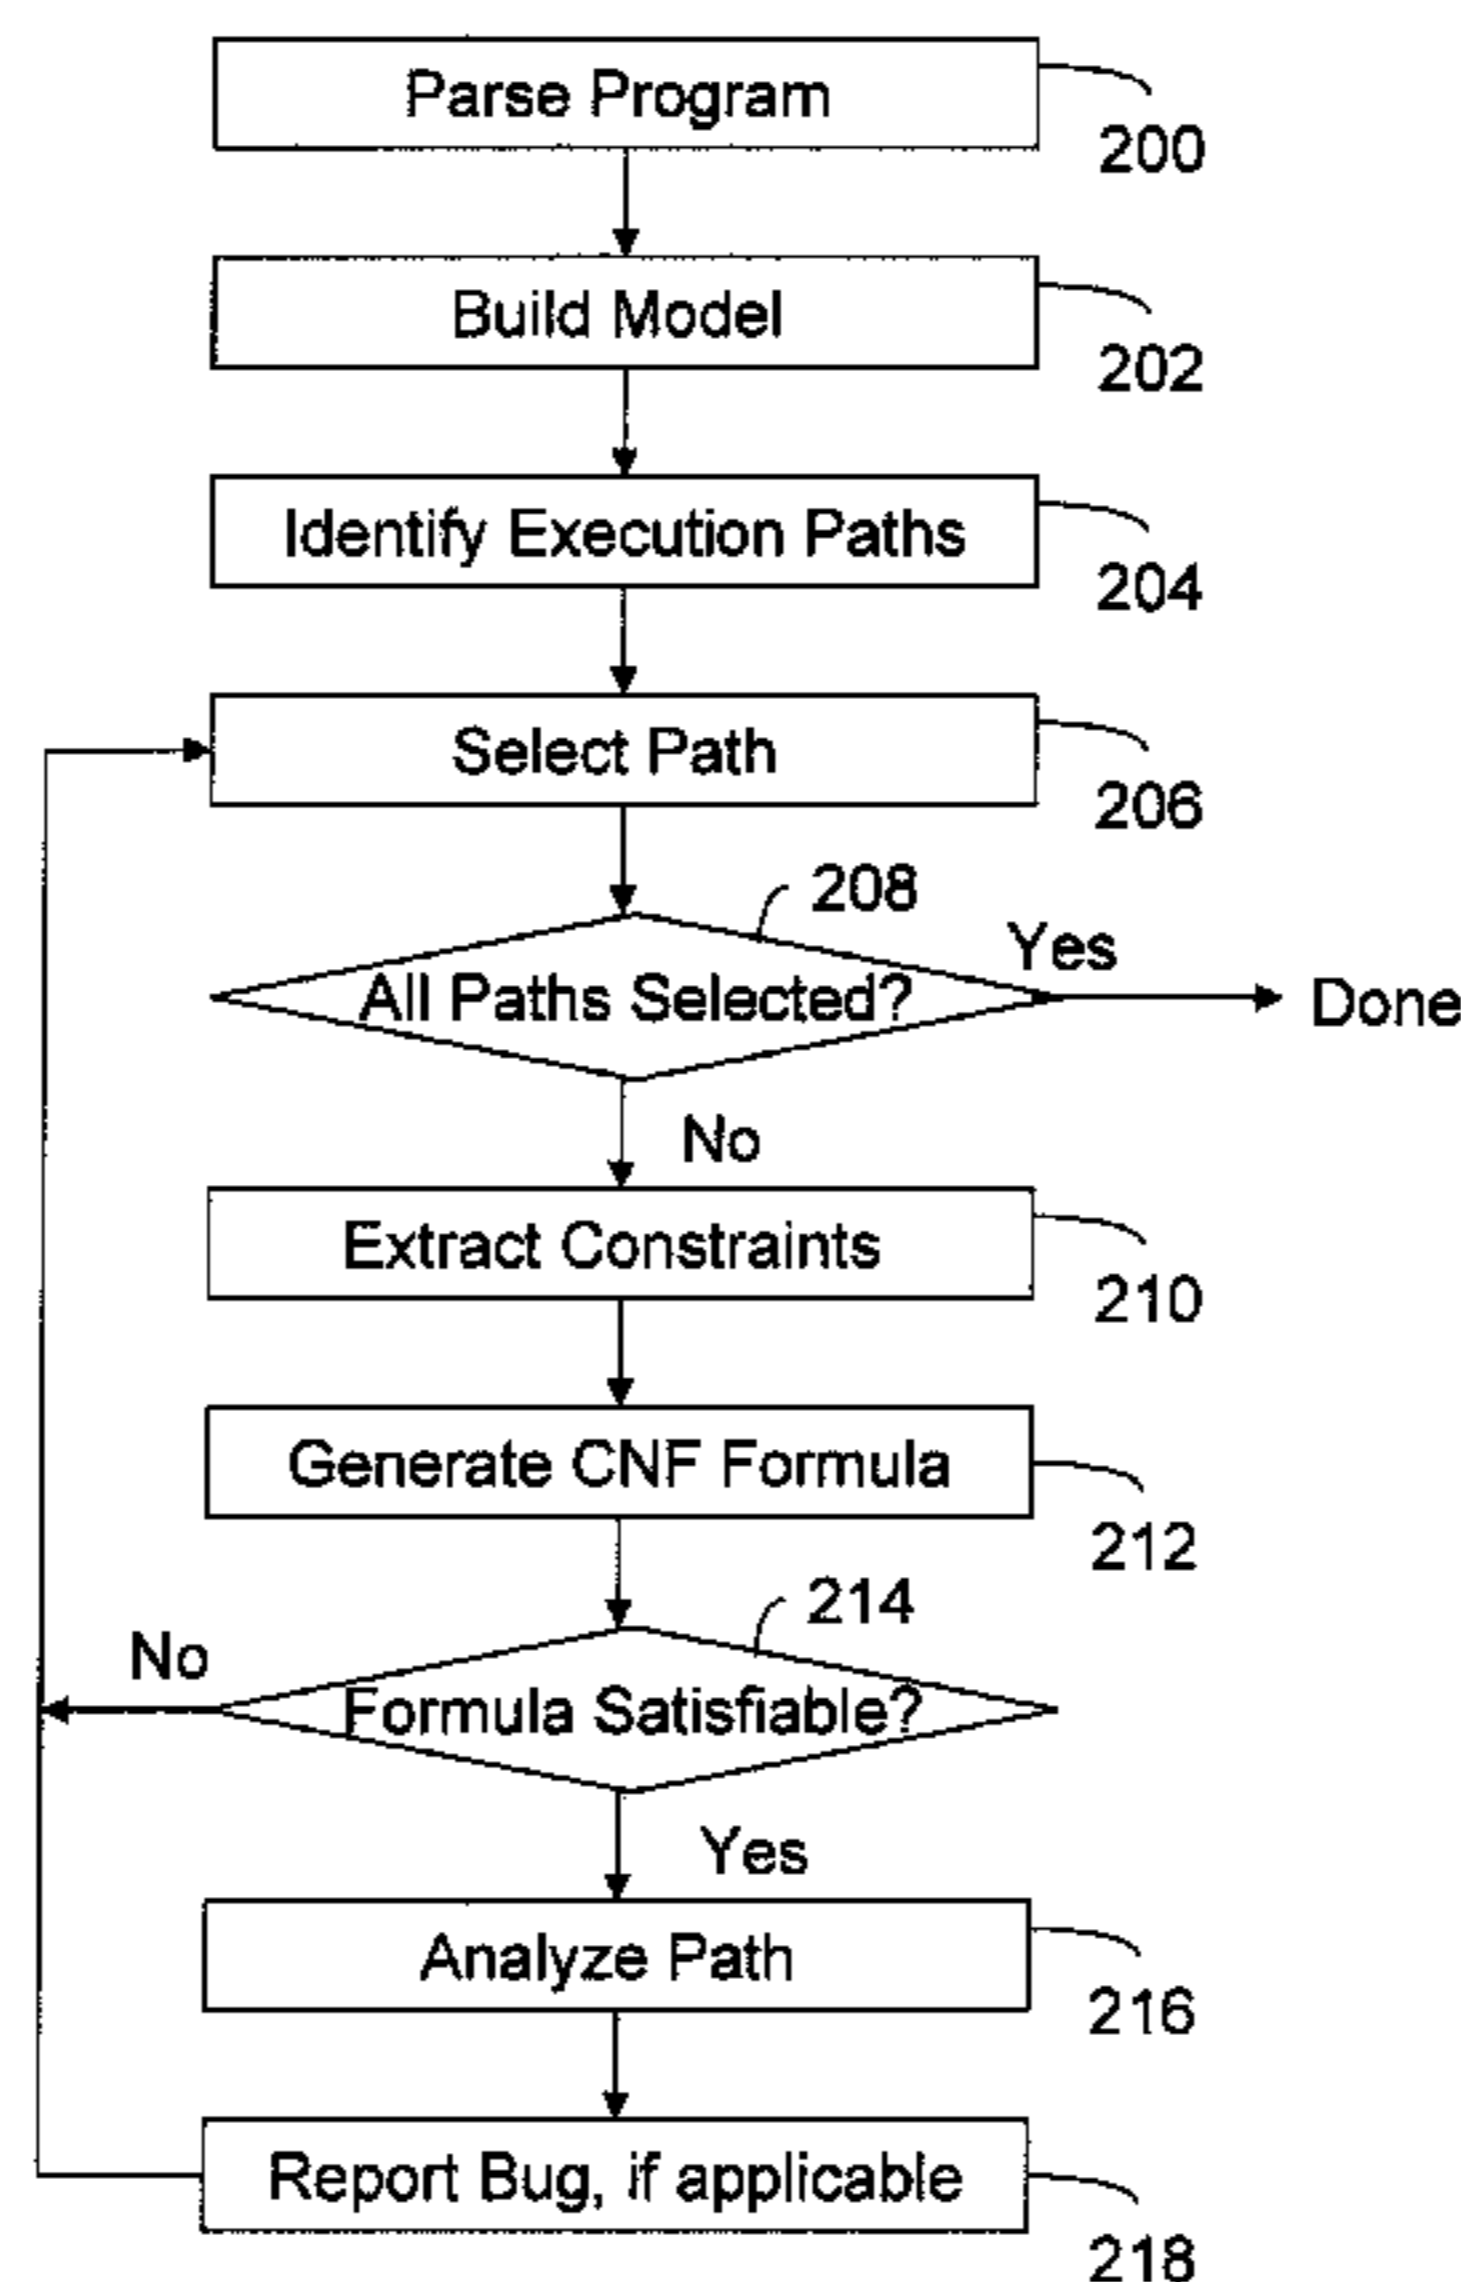 Parse Program
200
Build Model
202
Identify Execution Paths
204
Select Path
206
208
Yes
All Paths Selected?
Done
No
Extract Constraints
210
Generate CNF Formula
212
214
No
Formula Satisfiable?
Yes
Analyze Path
216
Report Bug, if applicable
218